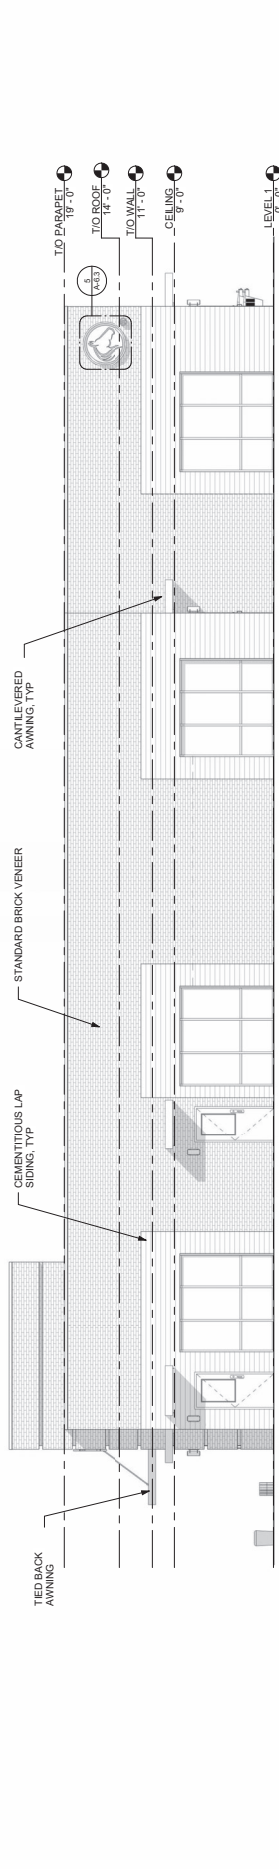 TIED BACK
AWNING
CEMENTITIOUS LAP
SIDING, TYP
STANDARD BRICK VENEER
CANTILEVERED
AWNING, TYP
5
A-6.3
T/O PARAPET
19' - 0"
T/O ROOF
14' - 0"
T/O WALL
11' - 0"
CEILING
9' - 0"
LEVEL 1